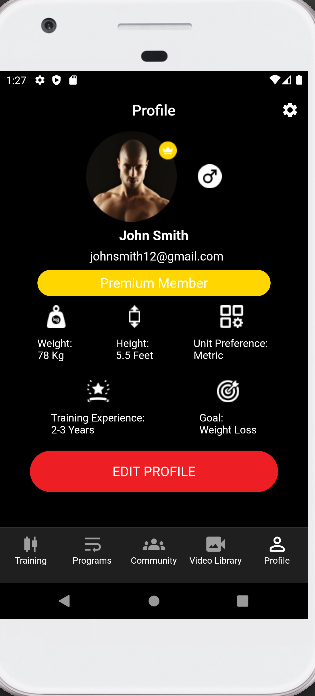 1:27
Profile
John Smith
johnsmith12@gmail.com
Premium Member
Weight:
78 Kg
Height:
5.5 Feet
Unit Preference:
Metric
Training Experience:
2-3 Years
Goal:
Weight Loss
EDIT PROFILE
Training
Programs
Community
Video Library
Profile